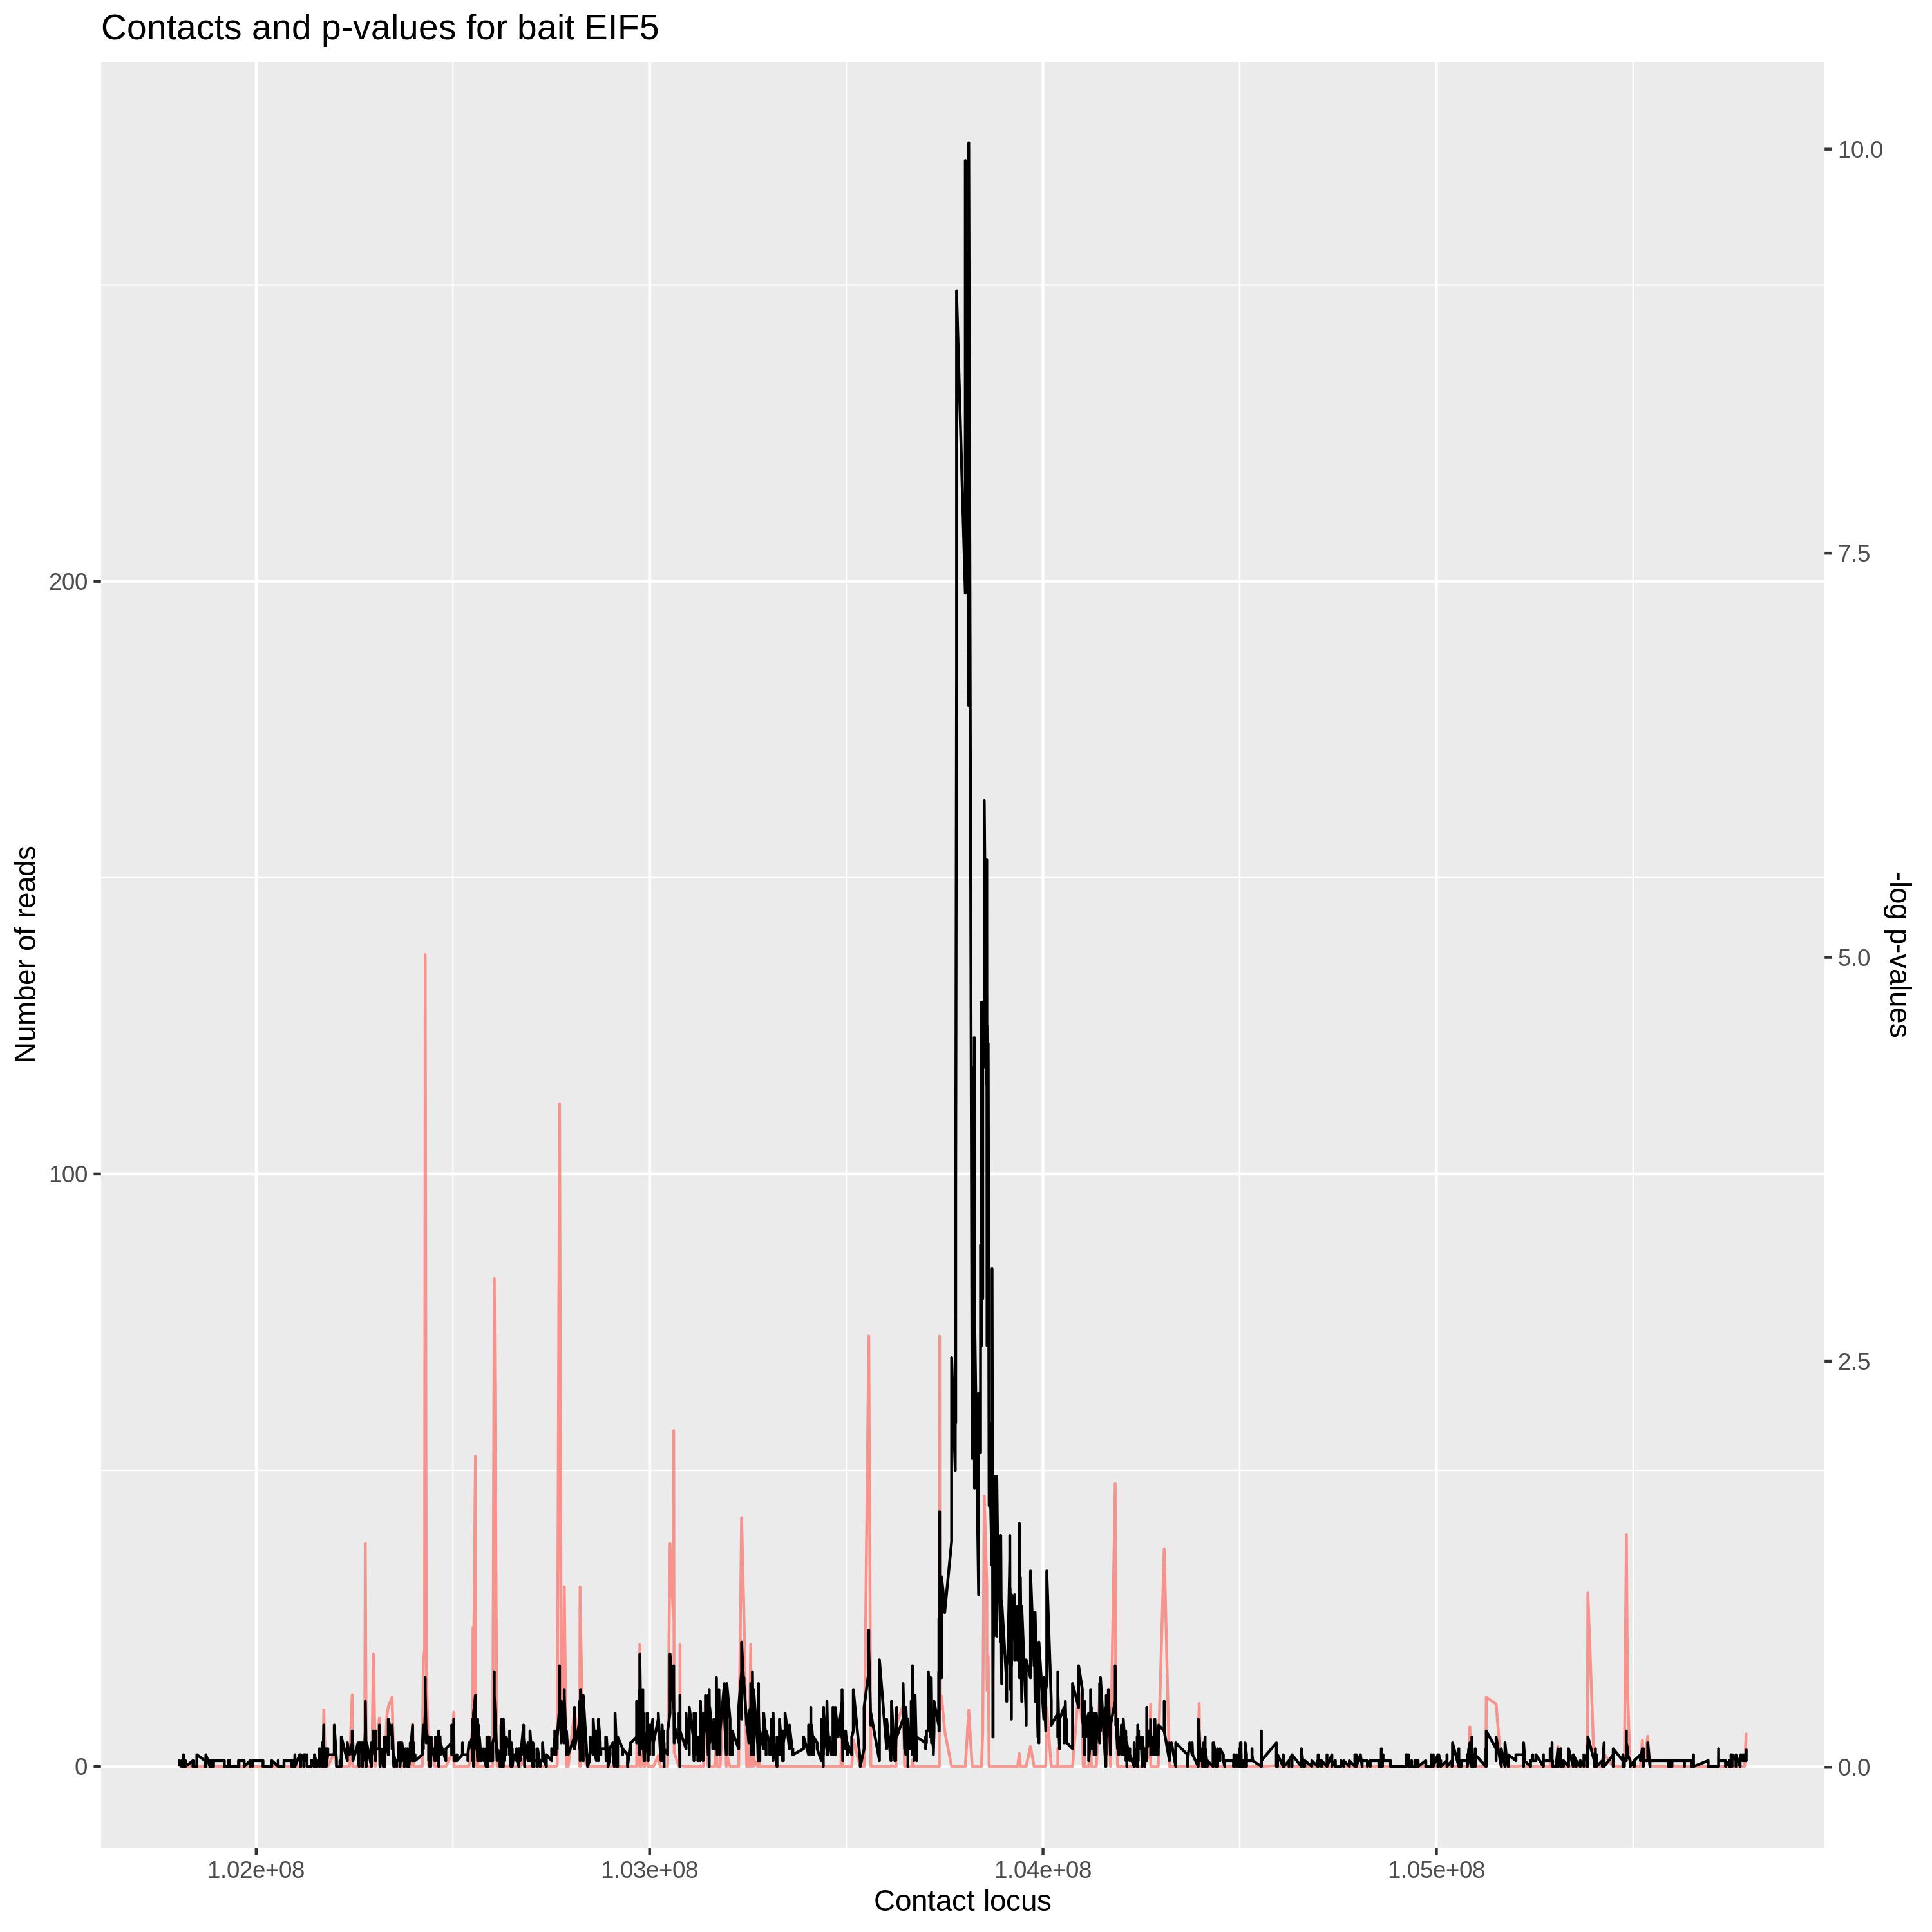 Contacts and p-values for bait EIF5
Number of reads
200
100
0
10.0
7.5
5.0
2.5
0.0
-log p-values
1.02e+08 1.03e+08 1.04e+08 1.05e+08
Contact locus